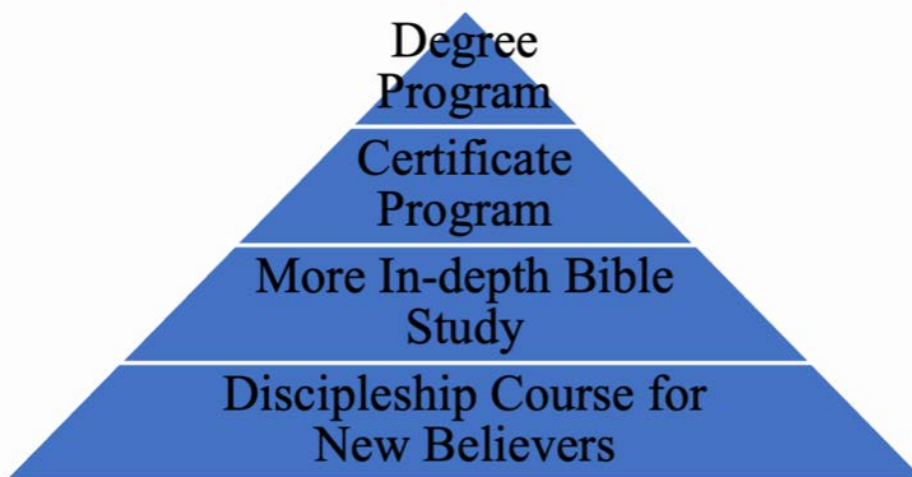 Degree
Program
Certificate
Program
More In-depth Bible
Study
Discipleship Course for
New Believers